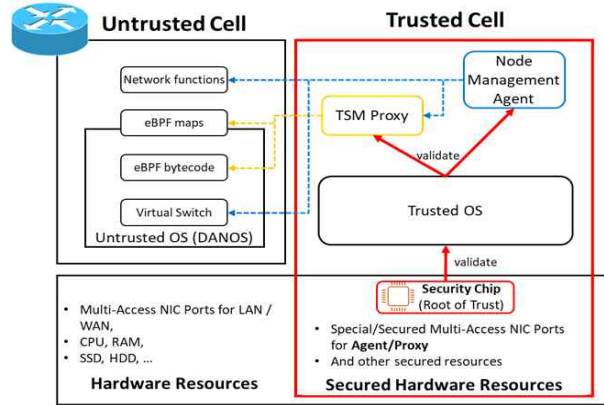 Untrusted Cell
Trusted Cell
Network functions
eBPF maps
eBPF bytecode
Virtual Switch
Untrusted OS (DANOS)
Node
Management
Agent
TSM Proxy
validate
Trusted OS
validate
Security Chip
(Root of Trust)
• Multi-Access NIC Ports for LAN /
WAN,
• CPU, RAM,
• SSD, HDD, ...
Hardware Resources
• Special/Secured Multi-Access NIC Ports
for Agent/Proxy
• And other secured resources
Secured Hardware Resources